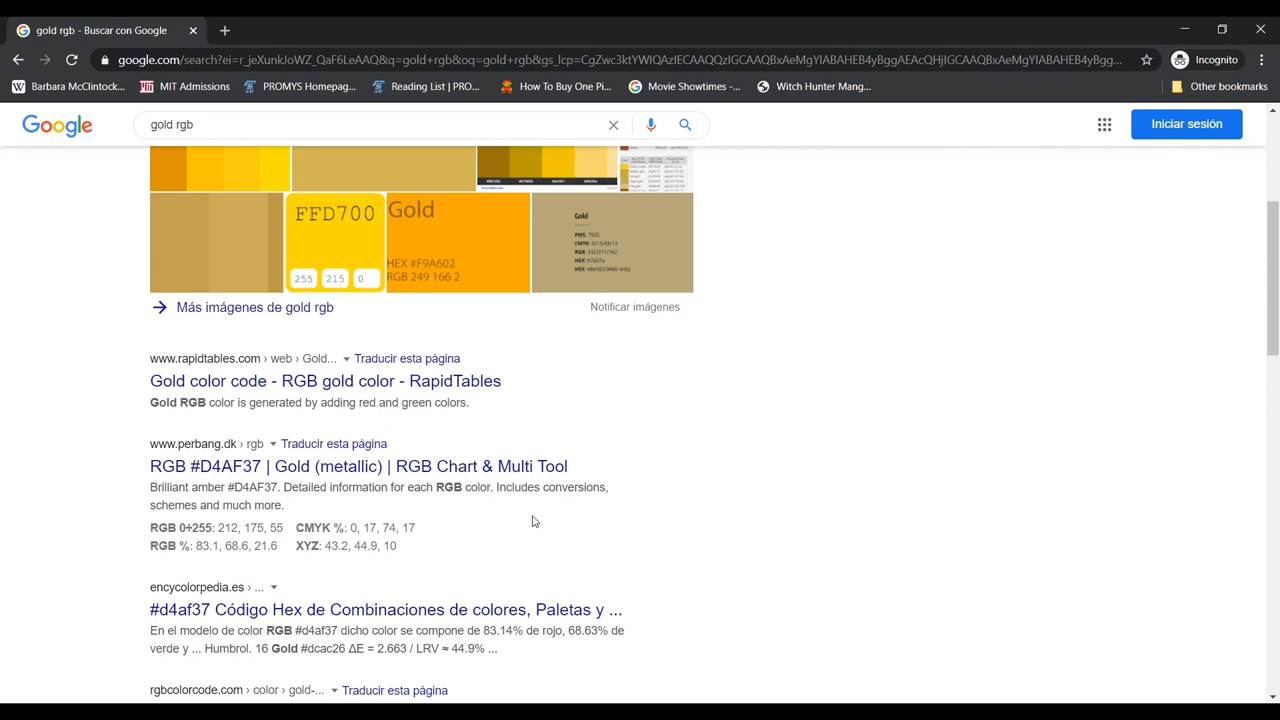 gold rgb - Buscar con Google
google.com/search?ei=r_jeXunkJoWZ_QaF6LeAAQ&q=gold+rgb&oq=gold+rgb&gs_lcp=CgZwc3ktYWIQAzIECAAQQzIGCAAQBxAeMgYIABAHEB4yBggAEAcQHjIGCAAQBxAeMgYIABAHEB4yBgg...
Incognito
Barbara McClintock...
MIT Admissions
PROMYS Homepag...
Reading List | PRO...
How To Buy One Pi...
Movie Showtimes -...
Witch Hunter Mang...
Other bookmarks
Google
gold rgb
Iniciar sesión
FFD700
255 215 0
Gold
HEX #F9A602
RGB 249 166 2
Gold
PMS: 7502
CMYK: 0/13/43/13
HEX: b7a57a
Más imágenes de gold rgb
Notificar imágenes
www.rapidtables.com › web › Gold... Traducir esta página
Gold color code - RGB gold color - RapidTables
Gold RGB color is generated by adding red and green colors.
www.perbang.dk › rgb Traducir esta página
RGB #D4AF37 | Gold (metallic) | RGB Chart & Multi Tool
Brilliant amber #D4AF37. Detailed information for each RGB color. Includes conversions,
schemes and much more.
RGB 0÷255: 212, 175, 55 CMYK %: 0, 17, 74, 17
RGB %: 83.1, 68.6, 21.6 XYZ: 43.2, 44.9, 10
encycolorpedia.es › ...
#d4af37 Código Hex de Combinaciones de colores, Paletas y ...
En el modelo de color RGB #d4af37 dicho color se compone de 83.14% de rojo, 68.63% de
verde y ... Humbrol. 16 Gold #dcac26 ΔE = 2.663 / LRV ≈ 44.9% ...
rgbcolorcode.com › color › gold-... Traducir esta página